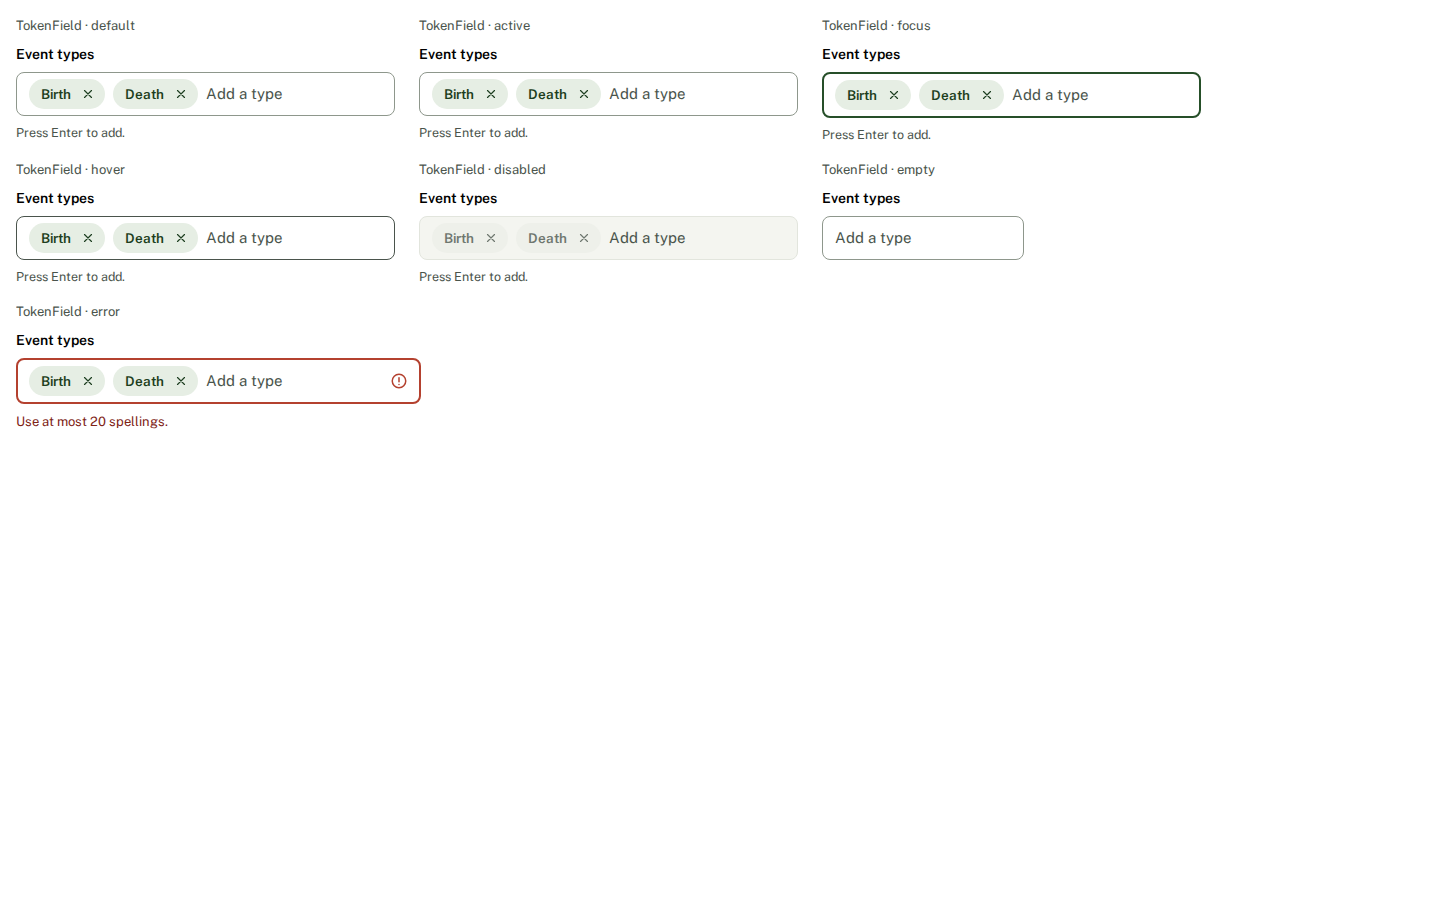 TokenField · default
Event types
Birth Death Add a type
Press Enter to add.
TokenField · active
Event types
Birth Death Add a type
Press Enter to add.
TokenField · focus
Event types
Birth Death Add a type
Press Enter to add.
TokenField · hover
Event types
Birth Death Add a type
Press Enter to add.
TokenField · disabled
Event types
Birth Death Add a type
Press Enter to add.
TokenField · empty
Event types
Add a type
TokenField · error
Event types
Birth Death Add a type
Use at most 20 spellings.